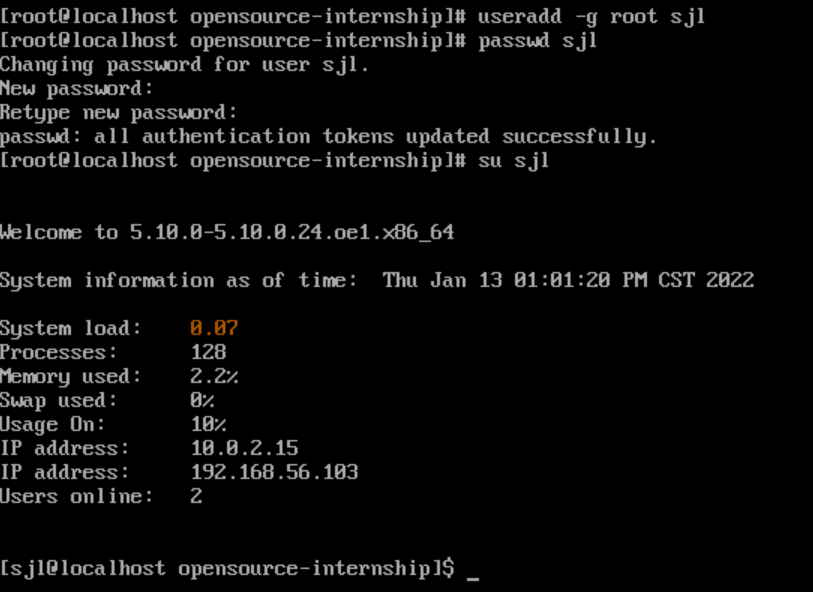 [root@localhost opensource-internship]# useradd -g root sjl
[root@localhost opensource-internship]# passwd sjl
Changing password for user sjl.
New password:
Retype new password:
passwd: all authentication tokens updated successfully.
[root@localhost opensource-internship]# su sjl
Welcome to 5.10.0-5.10.0.24.oe1.x86_64
System information as of time:  Thu Jan 13 01:01:20 PM CST 2022
System load:    0.07
Processes:      128
Memory used:    2.2%
Swap used:      0%
Usage On:       10%
IP address:     10.0.2.15
IP address:     192.168.56.103
Users online:   2
[sjl@localhost opensource-internship]$ _